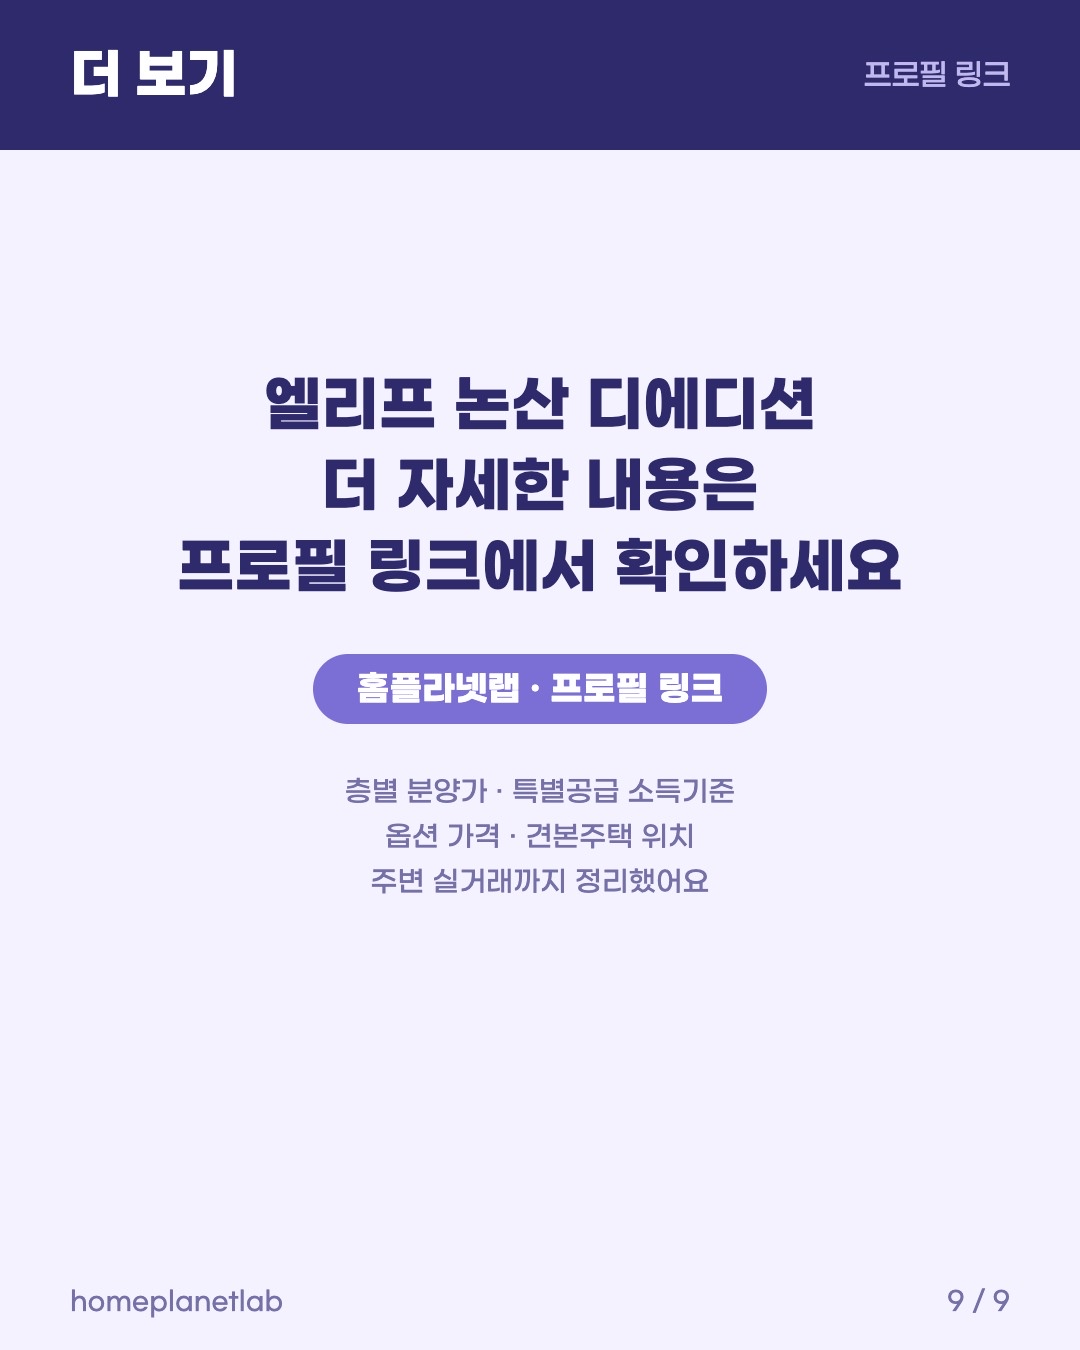 더 보기
프로필 링크
엘리프 논산 디에디션
더 자세한 내용은
프로필 링크에서 확인하세요
홈플라넷랩 · 프로필 링크
층별 분양가 · 특별공급 소득기준
옵션 가격 · 견본주택 위치
주변 실거래까지 정리했어요
homeplanetlab
9 / 9